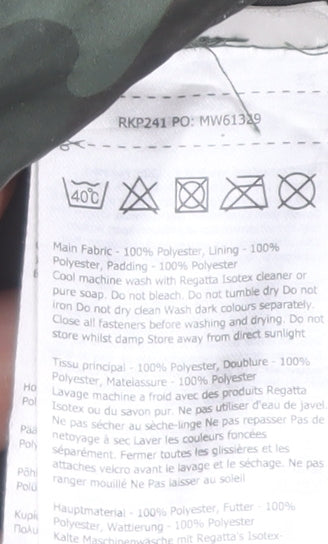 RKP241 PO: MW61329
40°C
Main Fabric - 100% Polyester, Lining - 100%
Polyester, Padding - 100% Polyester
Cool machine wash with Regatta Isotex cleaner or
pure soap. Do not bleach. Do not tumble dry Do not
iron Do not dry clean Wash dark colours separately.
Close all fasteners before washing and drying. Do not
store whilst damp Store away from direct sunlight
Tissu principal - 100% Polyester, Doublure - 100%
Polyester, Matelassure - 100% Polyester
Lavage machine a froid avec des produits Regatta
Isotex ou du savon pur. Ne pas utiliser d'eau de javel.
Ne pas sécher au sèche-linge Ne pas repasser Pas de
netoyage à sec Laver les couleurs foncées
séparément. Fermer toutes les glissières et les
attaches velcro avant le lavage et le séchage. Ne pas
ranger mouillé Ne pas laisser au soleil
Hauptmaterial - 100% Polyester, Futter - 100%
Polyester, Wattierung - 100% Polyester
Kalte Maschinenwäsche mit Regatta's Isotex-